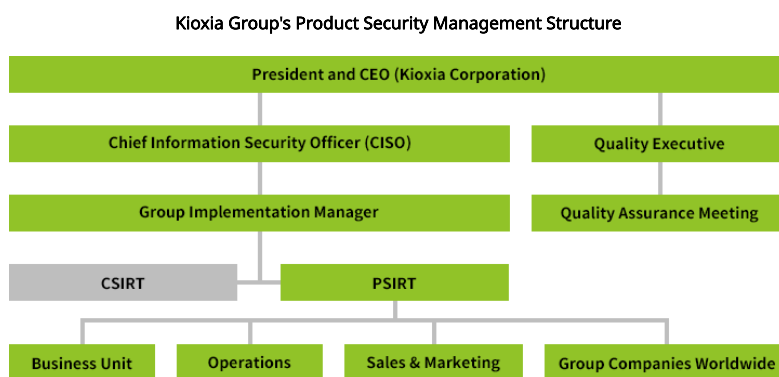 Kioxia Group's Product Security Management Structure
President and CEO (Kioxia Corporation)
Chief Information Security Officer (CISO)
Quality Executive
Group Implementation Manager
Quality Assurance Meeting
CSIRT
PSIRT
Business Unit
Operations
Sales & Marketing
Group Companies Worldwide